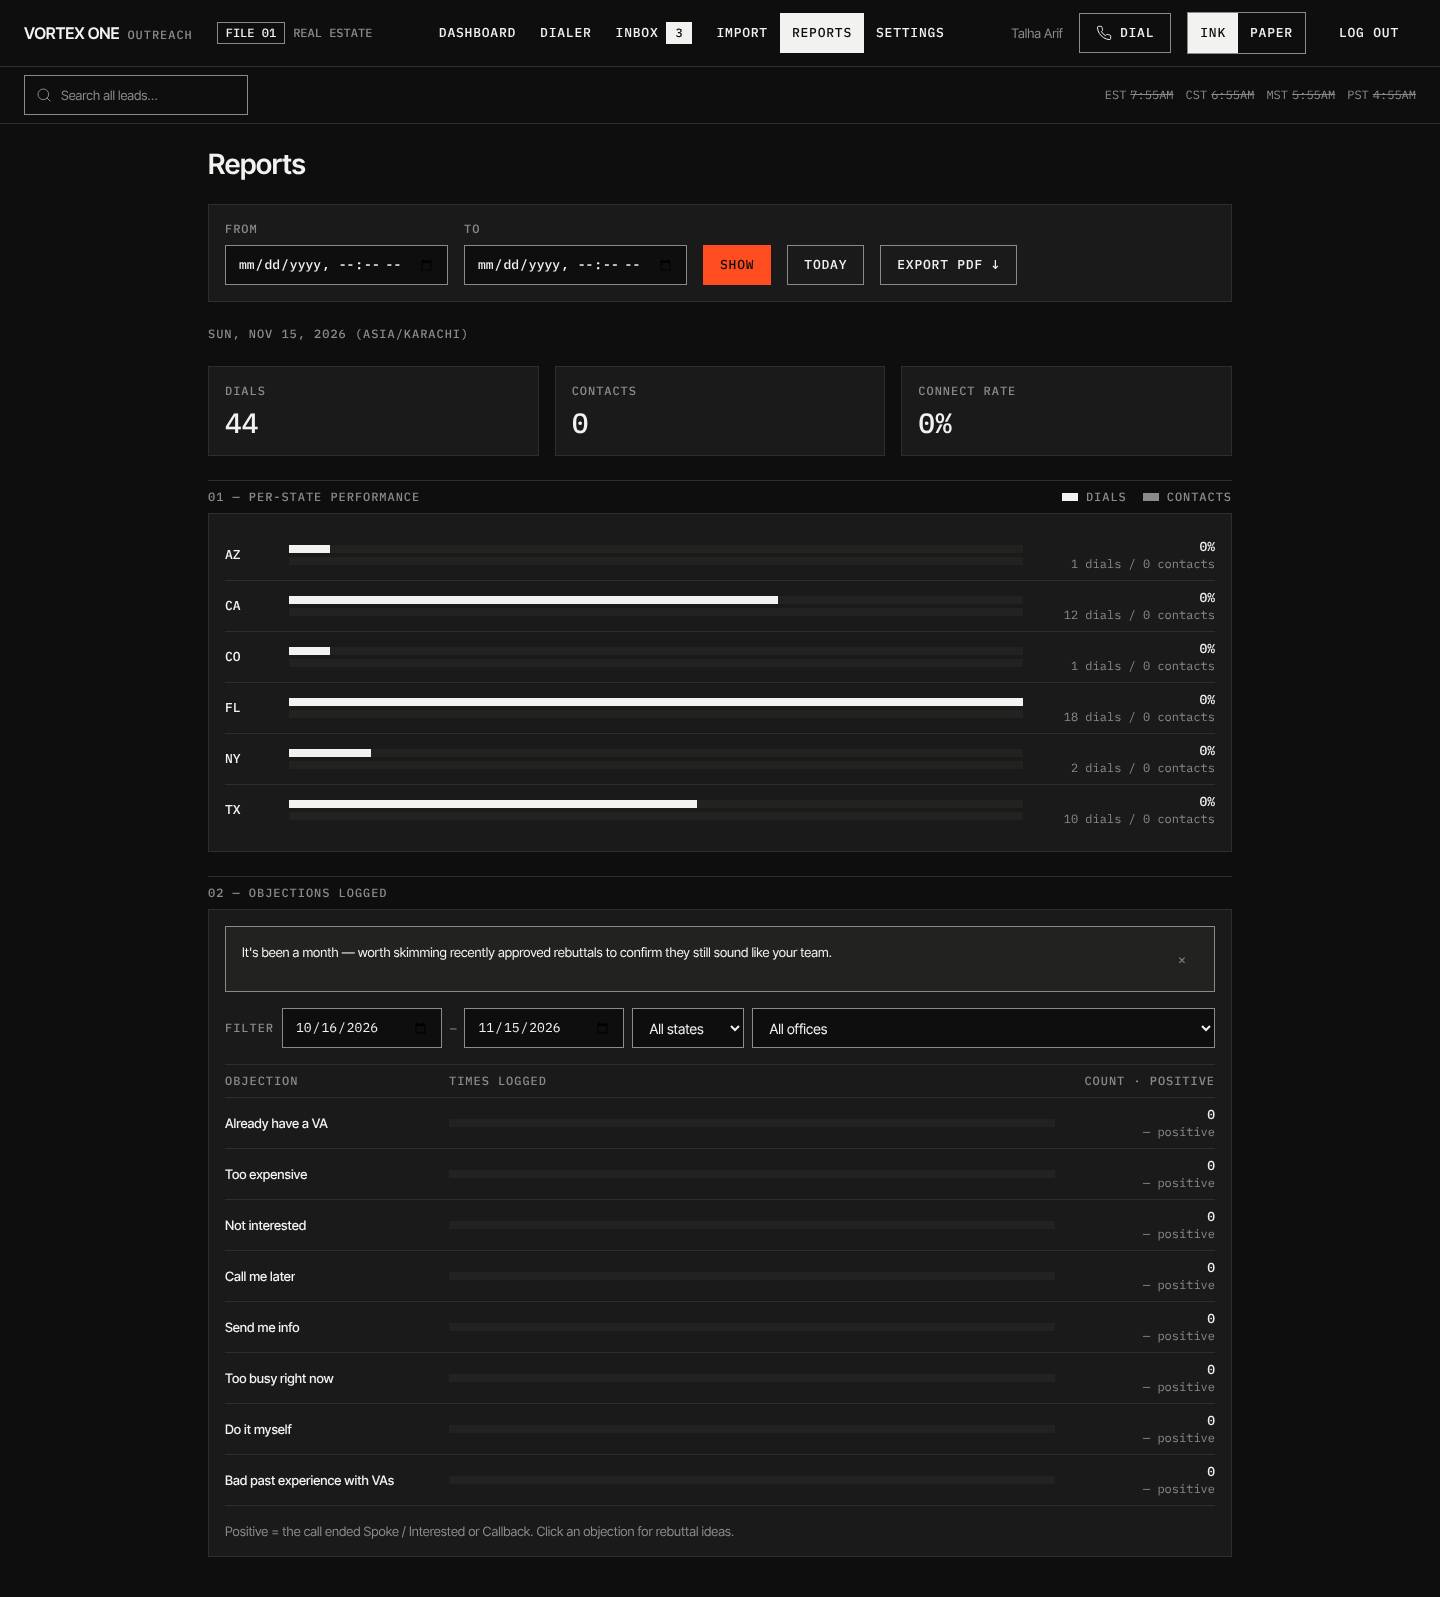 VORTEX ONE OUTREACH FILE 01 REAL ESTATE DASHBOARD DIALER INBOX 3 IMPORT REPORTS SETTINGS Talha Arif DIAL INK PAPER LOG OUT
Search all leads... EST 7:55AM CST 6:55AM MST 5:55AM PST 4:55AM
Reports
FROM TO
mm/dd/yyyy, --:-- -- mm/dd/yyyy, --:-- -- SHOW TODAY EXPORT PDF ↓
SUN, NOV 15, 2026 (ASIA/KARACHI)
DIALS CONTACTS CONNECT RATE
44 0 0%
01 — PER-STATE PERFORMANCE DIALS CONTACTS
AZ 0%
1 dials / 0 contacts
CA 0%
12 dials / 0 contacts
CO 0%
1 dials / 0 contacts
FL 0%
18 dials / 0 contacts
NY 0%
2 dials / 0 contacts
TX 0%
10 dials / 0 contacts
02 — OBJECTIONS LOGGED
It's been a month — worth skimming recently approved rebuttals to confirm they still sound like your team. ×
FILTER 10/16/2026 – 11/15/2026 All states All offices
OBJECTION TIMES LOGGED COUNT · POSITIVE
Already have a VA 0
— positive
Too expensive 0
— positive
Not interested 0
— positive
Call me later 0
— positive
Send me info 0
— positive
Too busy right now 0
— positive
Do it myself 0
— positive
Bad past experience with VAs 0
— positive
Positive = the call ended Spoke / Interested or Callback. Click an objection for rebuttal ideas.